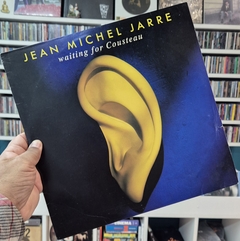 JEAN MICHEL JARRE
waiting for Cousteau